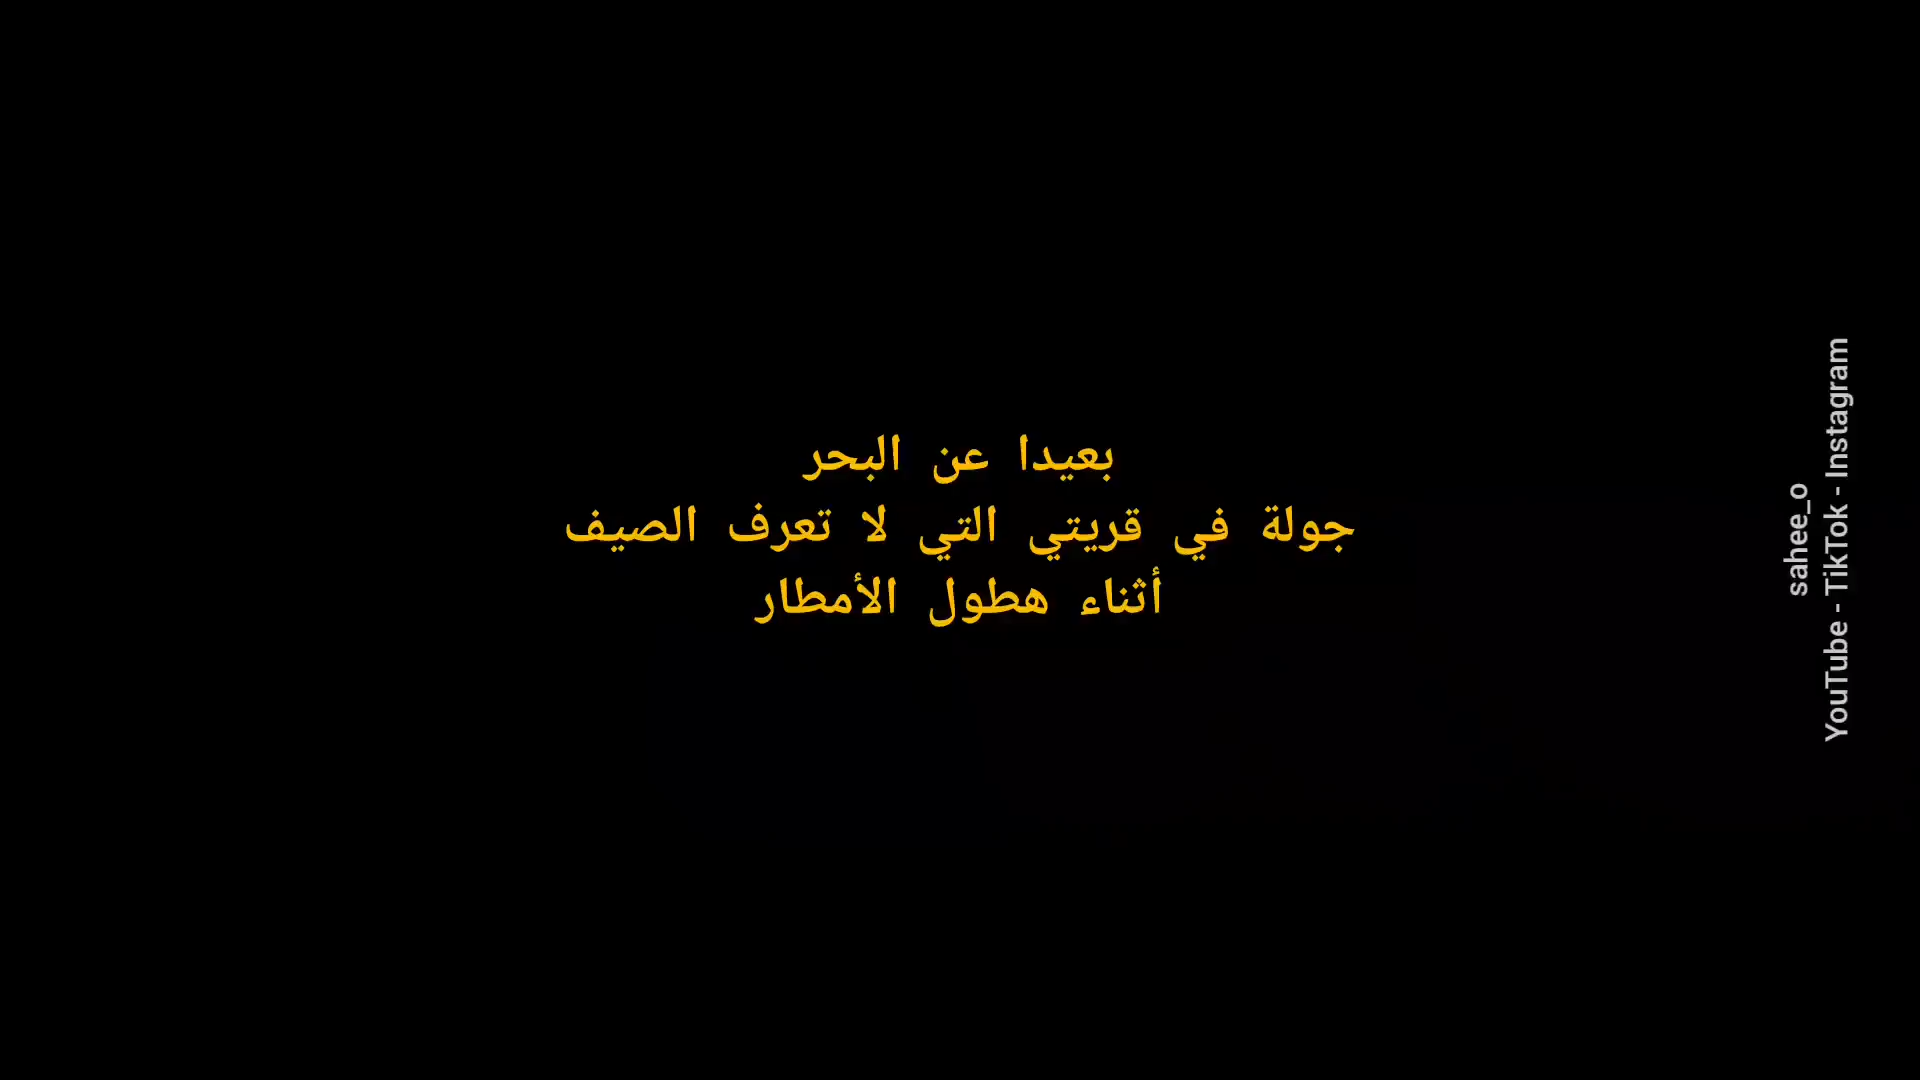 بعيدا عن البحر
جولة في قريتي التي لا تعرف الصيف
أثناء هطول الأمطار
sahee_o
YouTube - TikTok - Instagram